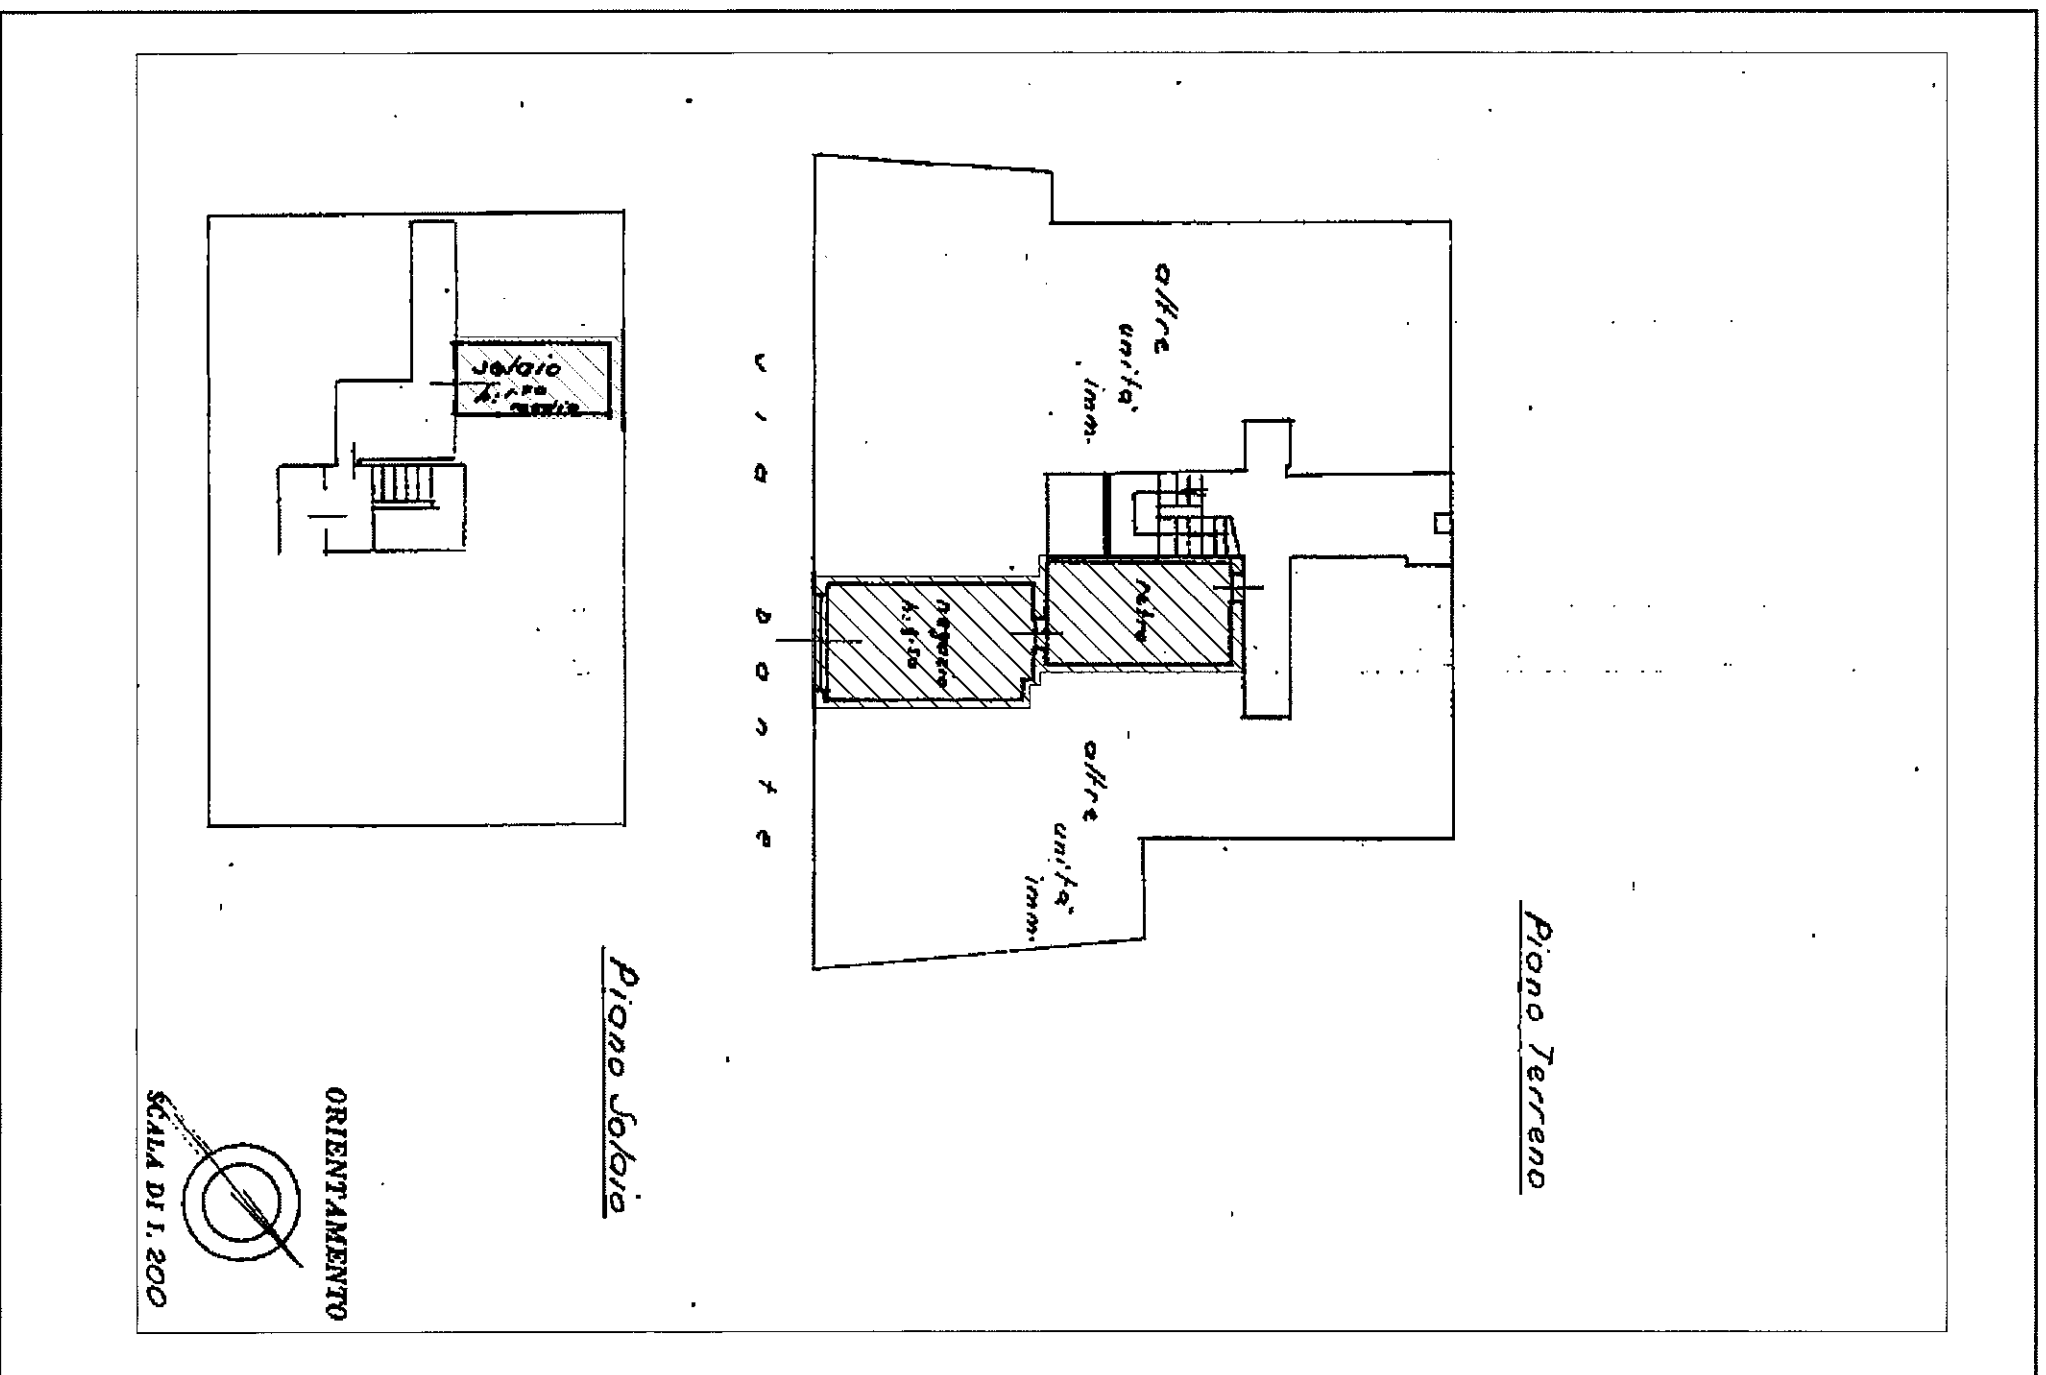 Piano Terreno
altre
unita'
imm.
retro
negozio
h.
altre
unita'
imm.
via Donte
Piano Solaio
solaio
ORIENTAMENTO
SCALA DI 1. 200